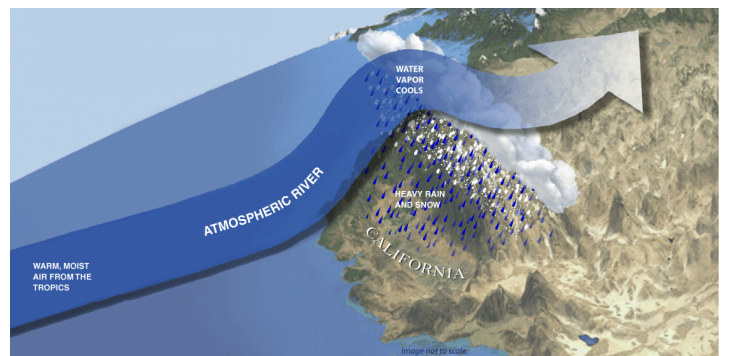 WATER
VAPOR
COOLS
ATMOSPHERIC RIVER
HEAVY RAIN
AND SNOW
CALIFORNIA
WARM, MOIST
AIR FROM THE
TROPICS
Image not to scale.